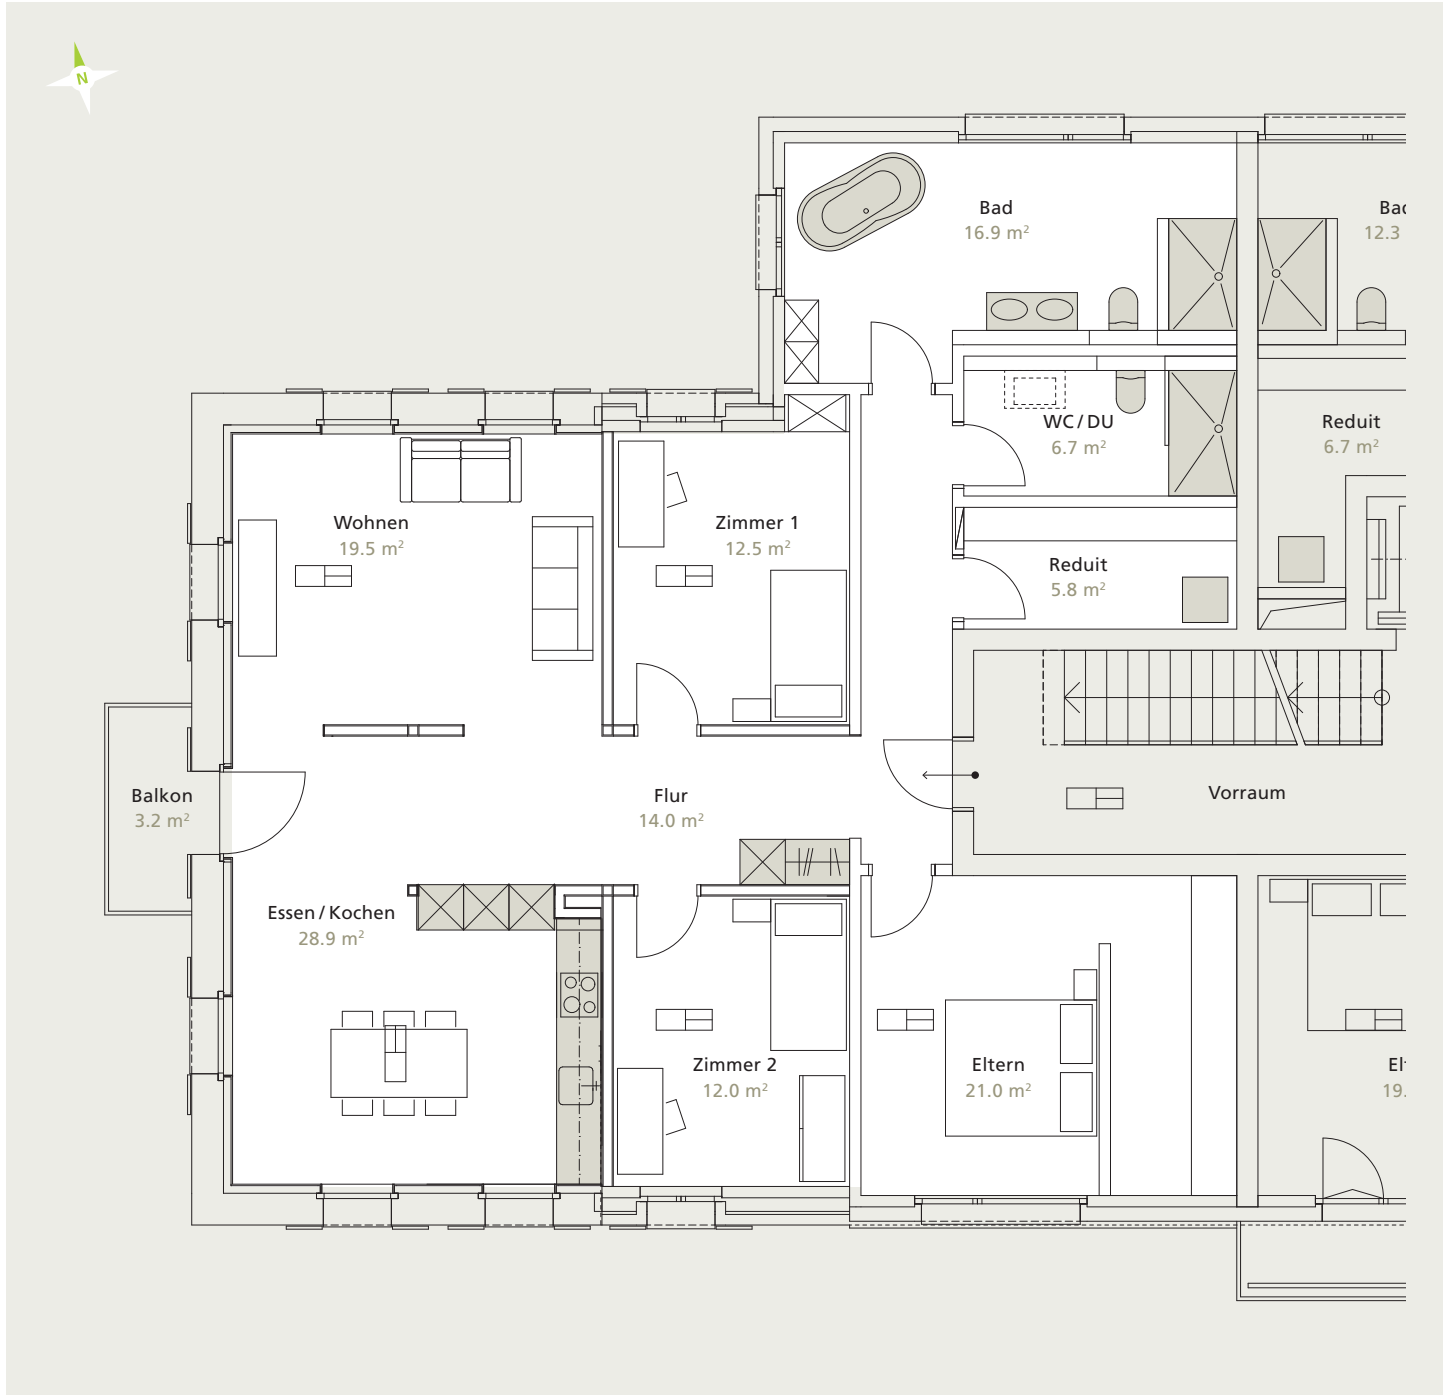 N
Bad
16.9 m²
Bad
12.3
WC / DU
6.7 m²
Reduit
6.7 m²
Wohnen
19.5 m²
Zimmer 1
12.5 m²
Reduit
5.8 m²
Balkon
3.2 m²
Flur
14.0 m²
Vorraum
Essen / Kochen
28.9 m²
Zimmer 2
12.0 m²
Eltern
21.0 m²
Elt
19.